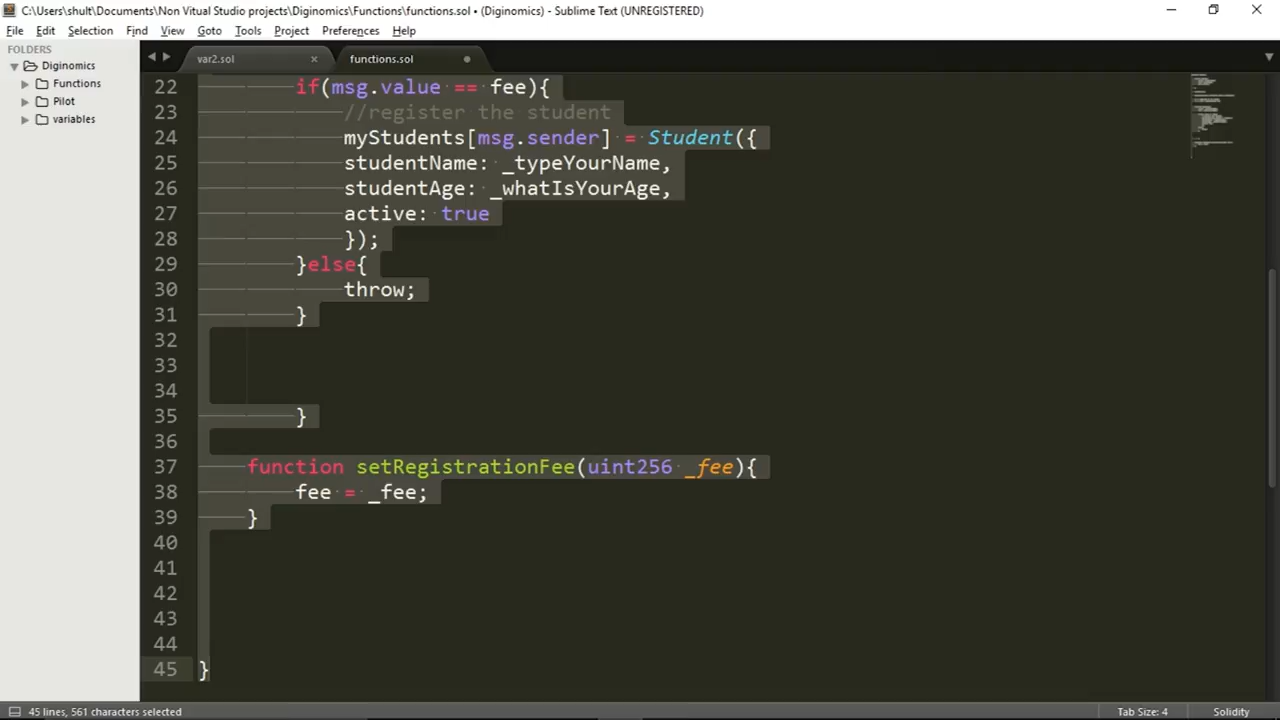 C:\Users\shult\Documents\Non Vitual Studio projects\Diginomics\Functions\functions.sol • (Diginomics) - Sublime Text (UNREGISTERED)
File Edit Selection Find View Goto Tools Project Preferences Help
FOLDERS
Diginomics
Functions
Pilot
variables
var2.sol
functions.sol
22 if(msg.value == fee){
23 //register the student
24 myStudents[msg.sender] = Student({
25 studentName: _typeYourName,
26 studentAge: _whatIsYourAge,
27 active: true
28 });
29 }else{
30 throw;
31 }
32
33
34
35 }
36
37 function setRegistrationFee(uint256 _fee){
38 fee = _fee;
39 }
40
41
42
43
44
45 }
45 lines, 561 characters selected
Tab Size: 4
Solidity